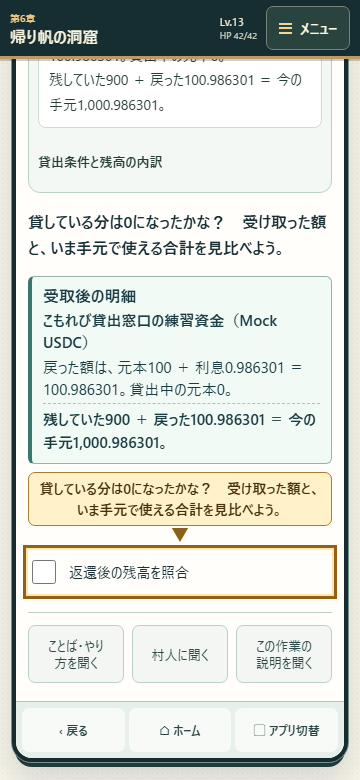 第6章
帰り帆の洞窟
Lv.13
HP 42/42
☰ メニュー
残していた900 + 戻った100.986301 = 今の
手元1,000.986301。
貸出条件と残高の内訳
貸している分は0になったかな？ 受け取った額
と、いま手元で使える合計を見比べよう。
受取後の明細
こもれび貸出窓口の練習資金（Mock
USDC）
戻った額は、元本100 + 利息0.986301 =
100.986301。貸出中の元本0。
残していた900 + 戻った100.986301 = 今の
手元1,000.986301。
貸している分は0になったかな？ 受け取った額と、
いま手元で使える合計を見比べよう。
返還後の残高を照合
ことば・やり
方を聞く
村人に聞く
この作業の
説明を聞く
‹ 戻る
⌂ ホーム
□ アプリ切替